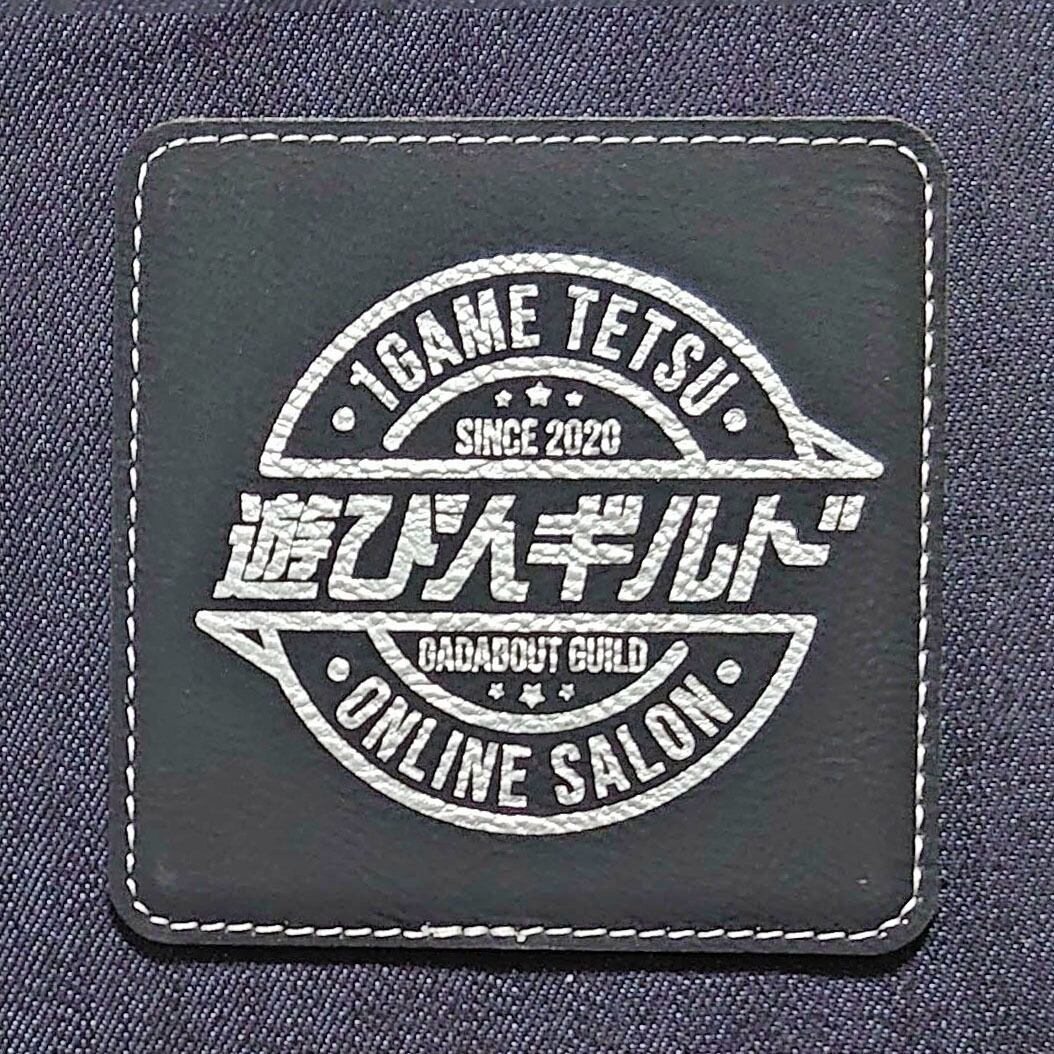 1GAME TETSU
SINCE 2020
遊び人ギルド
GADABOUT GUILD
ONLINE SALON